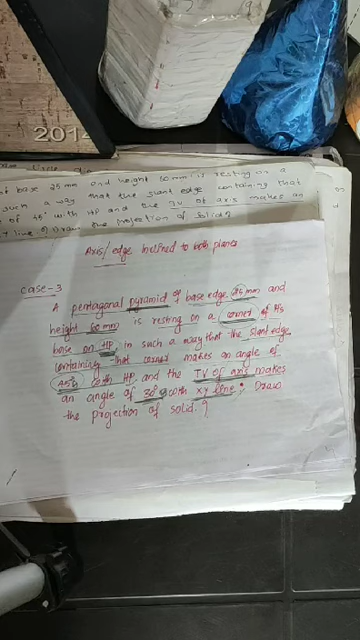 2014
of base 25 mm and height 60 mm is resting on a
such a way that the slant edge containing that
of 45° with HP and the TV of axis makes an
XY line? Draw the projection of solid?
Axis/edge inclined to both planes
case-3
A pentagonal pyramid of base edge 25 mm and
height 60 mm is resting on a corner of its
base on HP in such a way that the slant edge
containing that corner makes an angle of
45° with HP and the TV of axis makes
an angle of 30° with XY line. Draw
the projection of solid ?